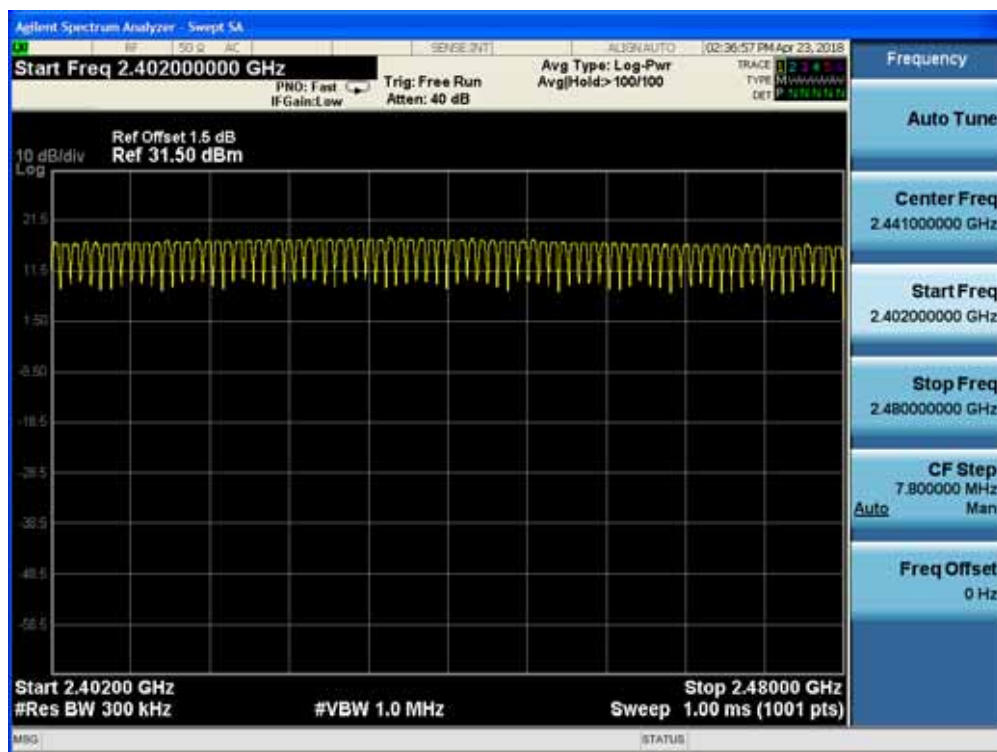 Agilent Spectrum Analyzer - Swept SA
RF 50 Ω AC SENSE:INT ALIGNAUTO 02:36:57 PM Apr 23, 2018
Start Freq 2.402000000 GHz
PNO: Fast
IFGain:Low
Trig: Free Run
Atten: 40 dB
Avg Type: Log-Pwr
Avg|Hold:>100/100
TRACE 1 2 3 4 5 6
TYPE
DET P N N N N N
Ref Offset 1.5 dB
10 dB/div Ref 31.50 dBm
Log
21.5
11.5
1.50
-8.50
-18.5
-28.5
-38.5
-48.5
-58.5
Start 2.40200 GHz Stop 2.48000 GHz
#Res BW 300 kHz #VBW 1.0 MHz Sweep 1.00 ms (1001 pts)
MSG STATUS
Frequency
Auto Tune
Center Freq
2.441000000 GHz
Start Freq
2.402000000 GHz
Stop Freq
2.480000000 GHz
CF Step
7.800000 MHz
Auto Man
Freq Offset
0 Hz